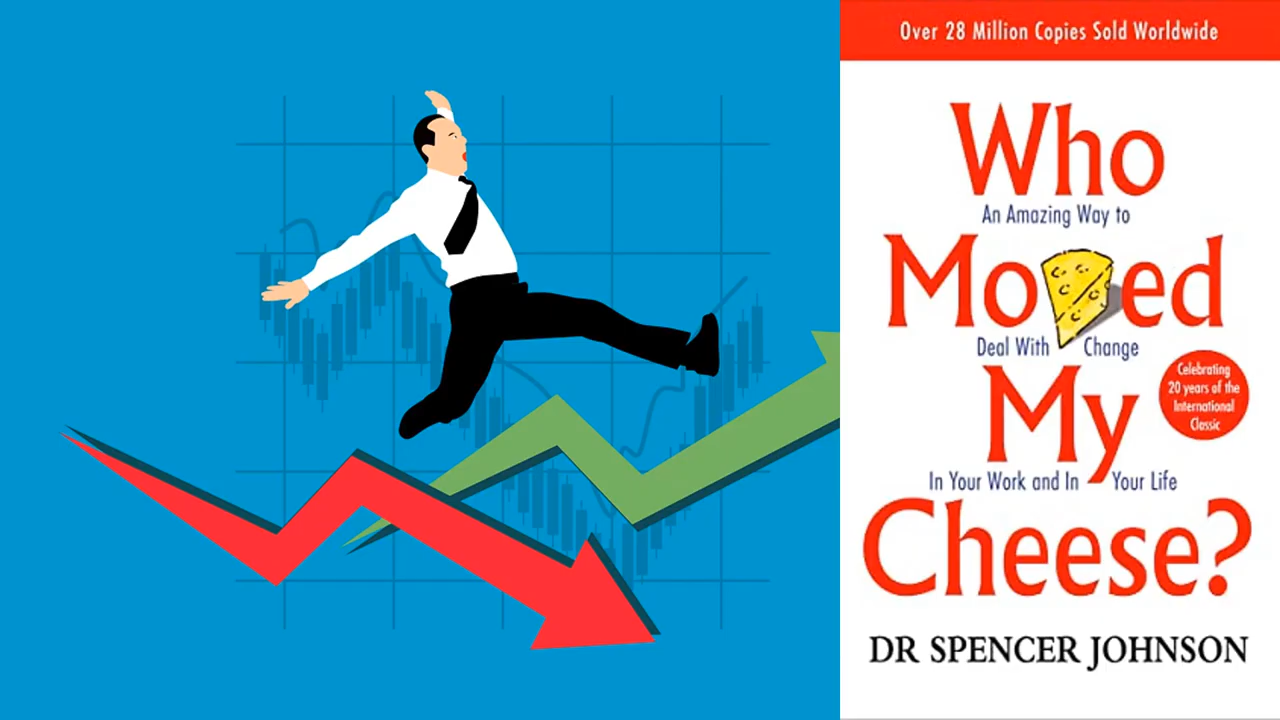 Over 28 Million Copies Sold Worldwide
Who
An Amazing Way to
Moved
Deal With Change
My
Celebrating
20 years of the
International
Classic
In Your Work and In Your Life
Cheese?
DR SPENCER JOHNSON